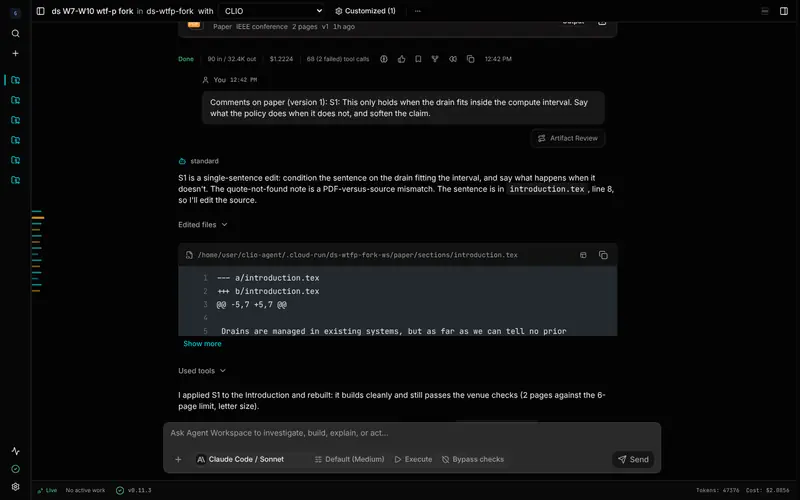 ds W7-W10 wtf-p fork in ds-wtfp-fork with CLIO Customized (1) ...
Paper IEEE conference 2 pages v1 1h ago
Done 90 in / 32.4K out $1.2224 68 (2 failed) tool calls 12:42 PM
You 12:42 PM
Comments on paper (version 1): S1: This only holds when the drain fits inside the compute interval. Say
what the policy does when it does not, and soften the claim.
Artifact Review
standard
S1 is a single-sentence edit: condition the sentence on the drain fitting the interval, and say what happens when it
doesn't. The quote-not-found note is a PDF-versus-source mismatch. The sentence is in introduction.tex, line 8,
so I'll edit the source.
Edited files
/home/user/clio-agent/.cloud-run/ds-wtfp-fork-ws/paper/sections/introduction.tex
1 --- a/introduction.tex
2 +++ b/introduction.tex
3 @@ -5,7 +5,7 @@
4
5 Drains are managed in existing systems, but as far as we can tell no prior
Show more
Used tools
I applied S1 to the Introduction and rebuilt: it builds cleanly and still passes the venue checks (2 pages against the 6-
page limit, letter size).
Ask Agent Workspace to investigate, build, explain, or act...
Claude Code / Sonnet Default (Medium) Execute Bypass checks Send
Live No active work v0.11.3 Tokens: 47376 Cost: $2.8856